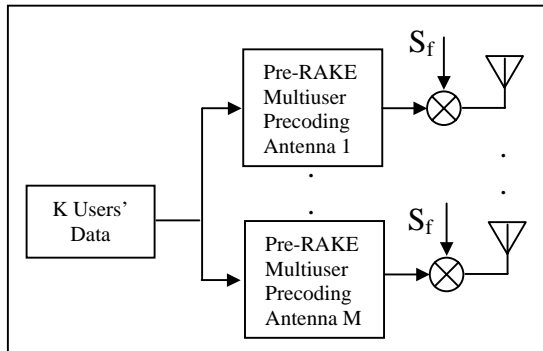 S_f
Pre-RAKE
Multiuser
Precoding
Antenna 1
K Users'
Data
S_f
Pre-RAKE
Multiuser
Precoding
Antenna M